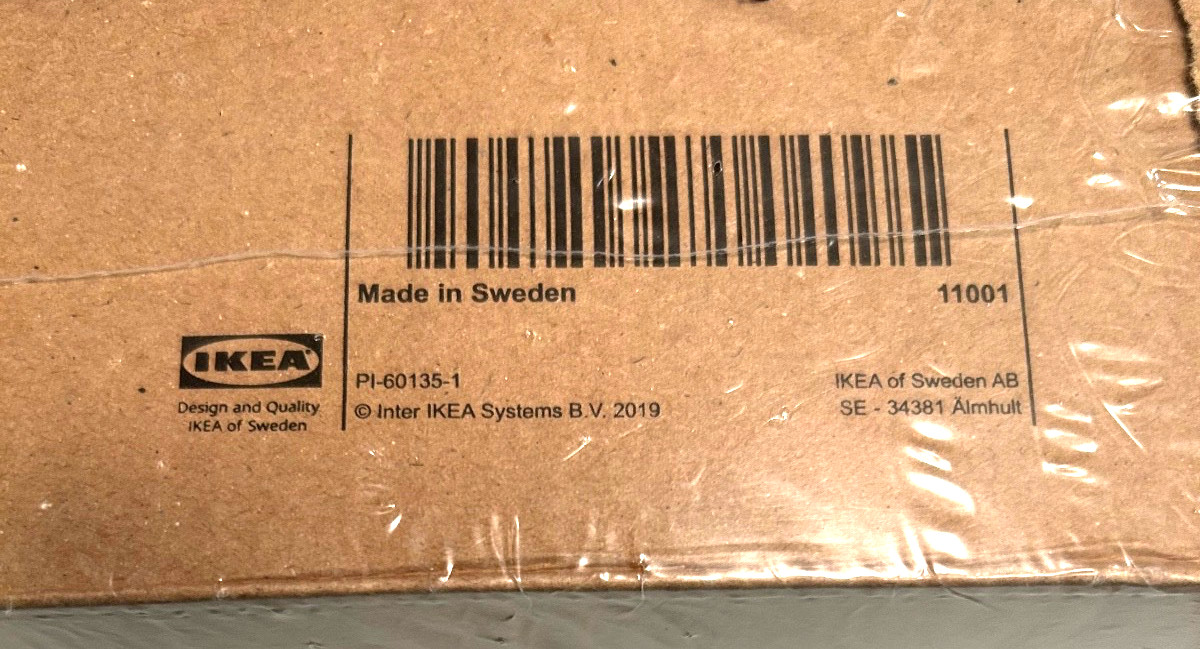 Made in Sweden 11001
IKEA®
Design and Quality
IKEA of Sweden
PI-60135-1
© Inter IKEA Systems B.V. 2019
IKEA of Sweden AB
SE - 34381 Älmhult